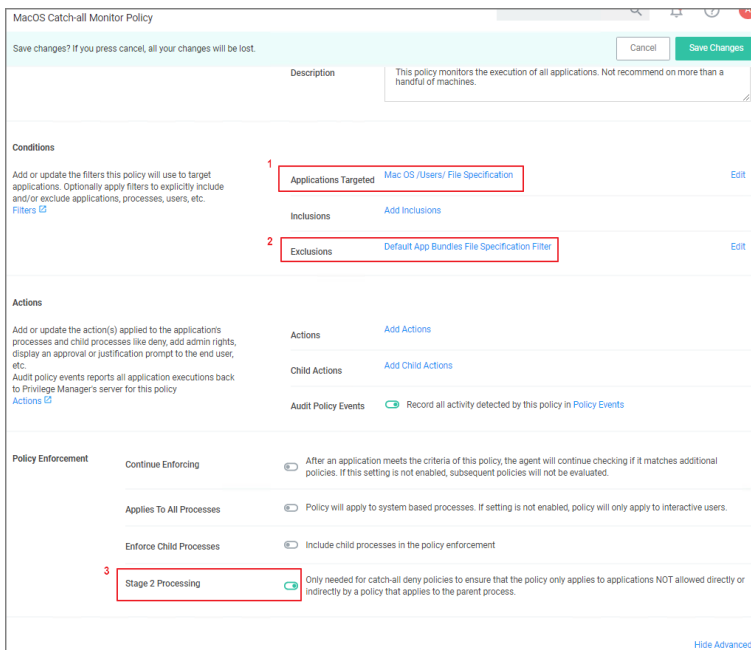 MacOS Catch-all Monitor Policy
Save changes? If you press cancel, all your changes will be lost.
Cancel
Save Changes
Description
This policy monitors the execution of all applications. Not recommend on more than a
handful of machines.
Conditions
Add or update the filters this policy will use to target
applications. Optionally apply filters to explicitly include
and/or exclude applications, processes, users, etc.
Filters
1
Applications Targeted
Mac OS /Users/ File Specification
Edit
Inclusions
Add Inclusions
2
Exclusions
Default App Bundles File Specification Filter
Edit
Actions
Add or update the action(s) applied to the application's
processes and child processes like deny, add admin rights,
display an approval or justification prompt to the end user,
etc.
Audit policy events reports all application executions back
to Privilege Manager's server for this policy
Actions
Actions
Add Actions
Child Actions
Add Child Actions
Audit Policy Events
Record all activity detected by this policy in Policy Events
Policy Enforcement
Continue Enforcing
After an application meets the criteria of this policy, the agent will continue checking if it matches additional
policies. If this setting is not enabled, subsequent policies will not be evaluated.
Applies To All Processes
Policy will apply to system based processes. If setting is not enabled, policy will only apply to interactive users.
Enforce Child Processes
Include child processes in the policy enforcement
3
Stage 2 Processing
Only needed for catch-all deny policies to ensure that the policy only applies to applications NOT allowed directly or
indirectly by a policy that applies to the parent process.
Hide Advanced